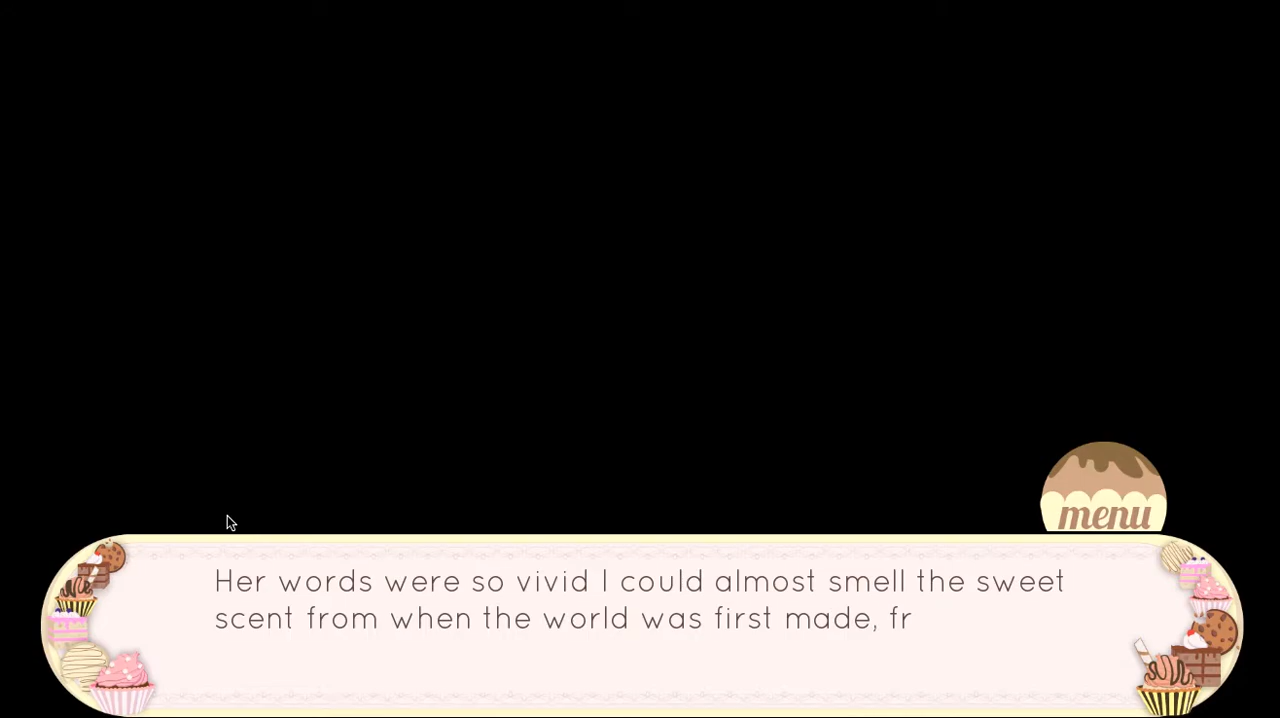 menu
Her words were so vivid I could almost smell the sweet
scent from when the world was first made, fr